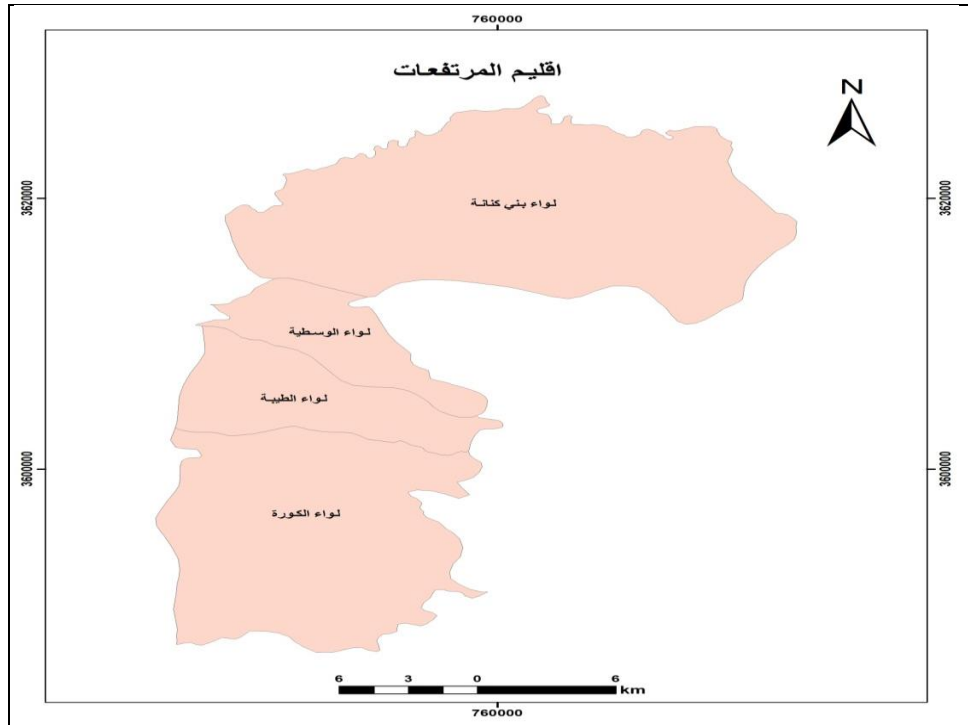 760000
اقليم المرتفعات
N
3620000
3620000
لواء بني كنانة
لواء الوسطية
لواء الطيبة
3600000
3600000
لواء الكورة
6 3 0 6
km
760000